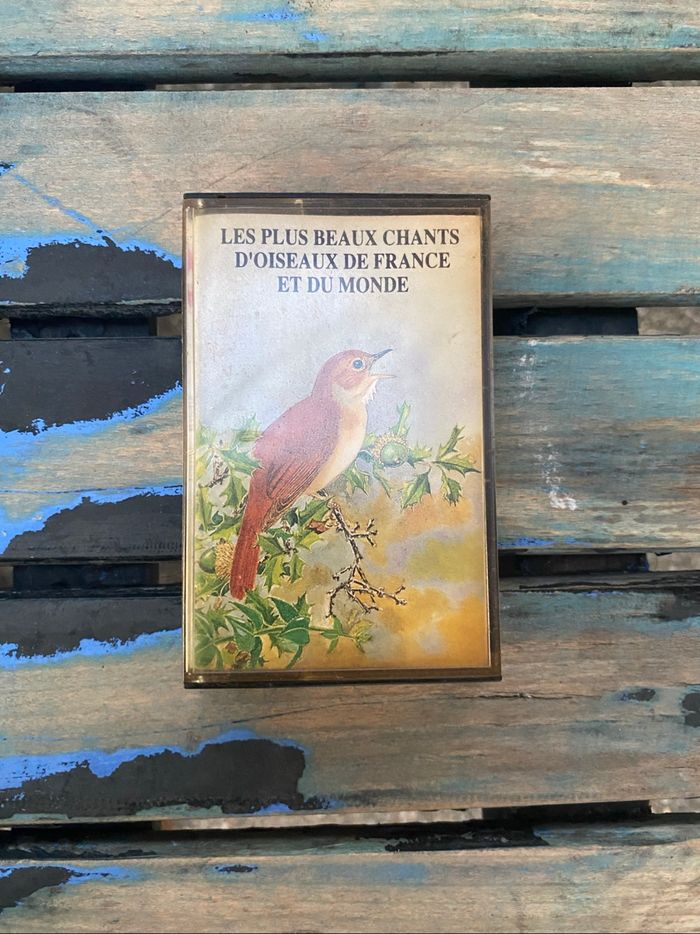 LES PLUS BEAUX CHANTS
D'OISEAUX DE FRANCE
ET DU MONDE